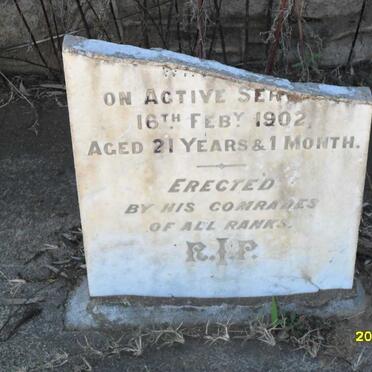 ON ACTIVE SER
16TH FEBY 1902.
AGED 21 YEARS & 1 MONTH.
ERECTED
BY HIS COMRADES
OF ALL RANKS.
R.I.P.
20